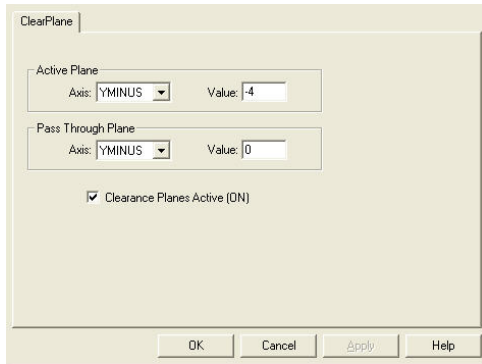 ClearPlane
Active Plane
Axis: YMINUS Value: -4
Pass Through Plane
Axis: YMINUS Value: 0
Clearance Planes Active (ON)
OK Cancel Apply Help